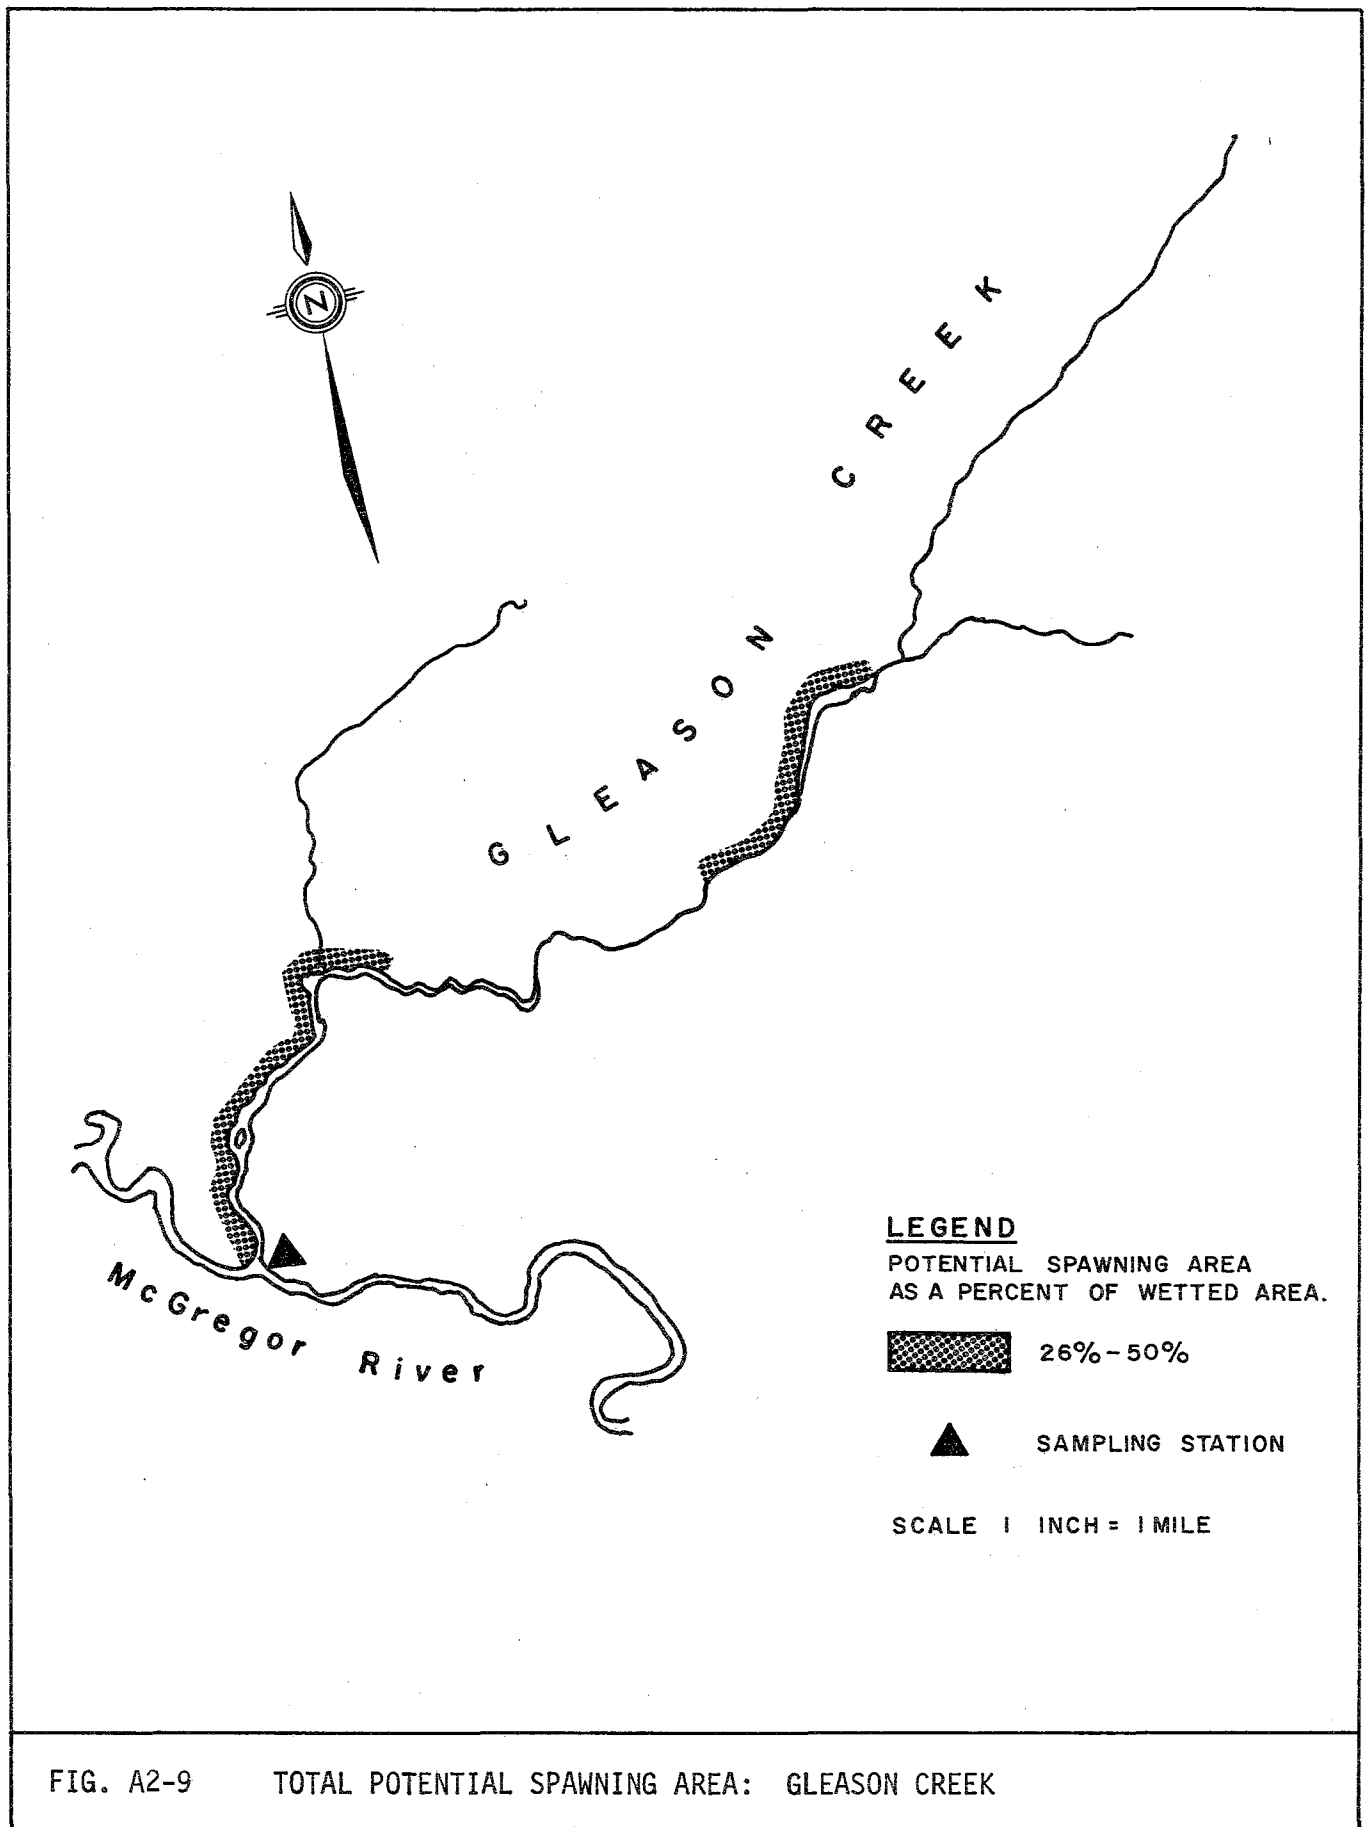 N
GLEASON CREEK
McGregor River
LEGEND
POTENTIAL SPAWNING AREA
AS A PERCENT OF WETTED AREA.
26%-50%
SAMPLING STATION
SCALE 1 INCH = 1 MILE
FIG. A2-9 TOTAL POTENTIAL SPAWNING AREA: GLEASON CREEK